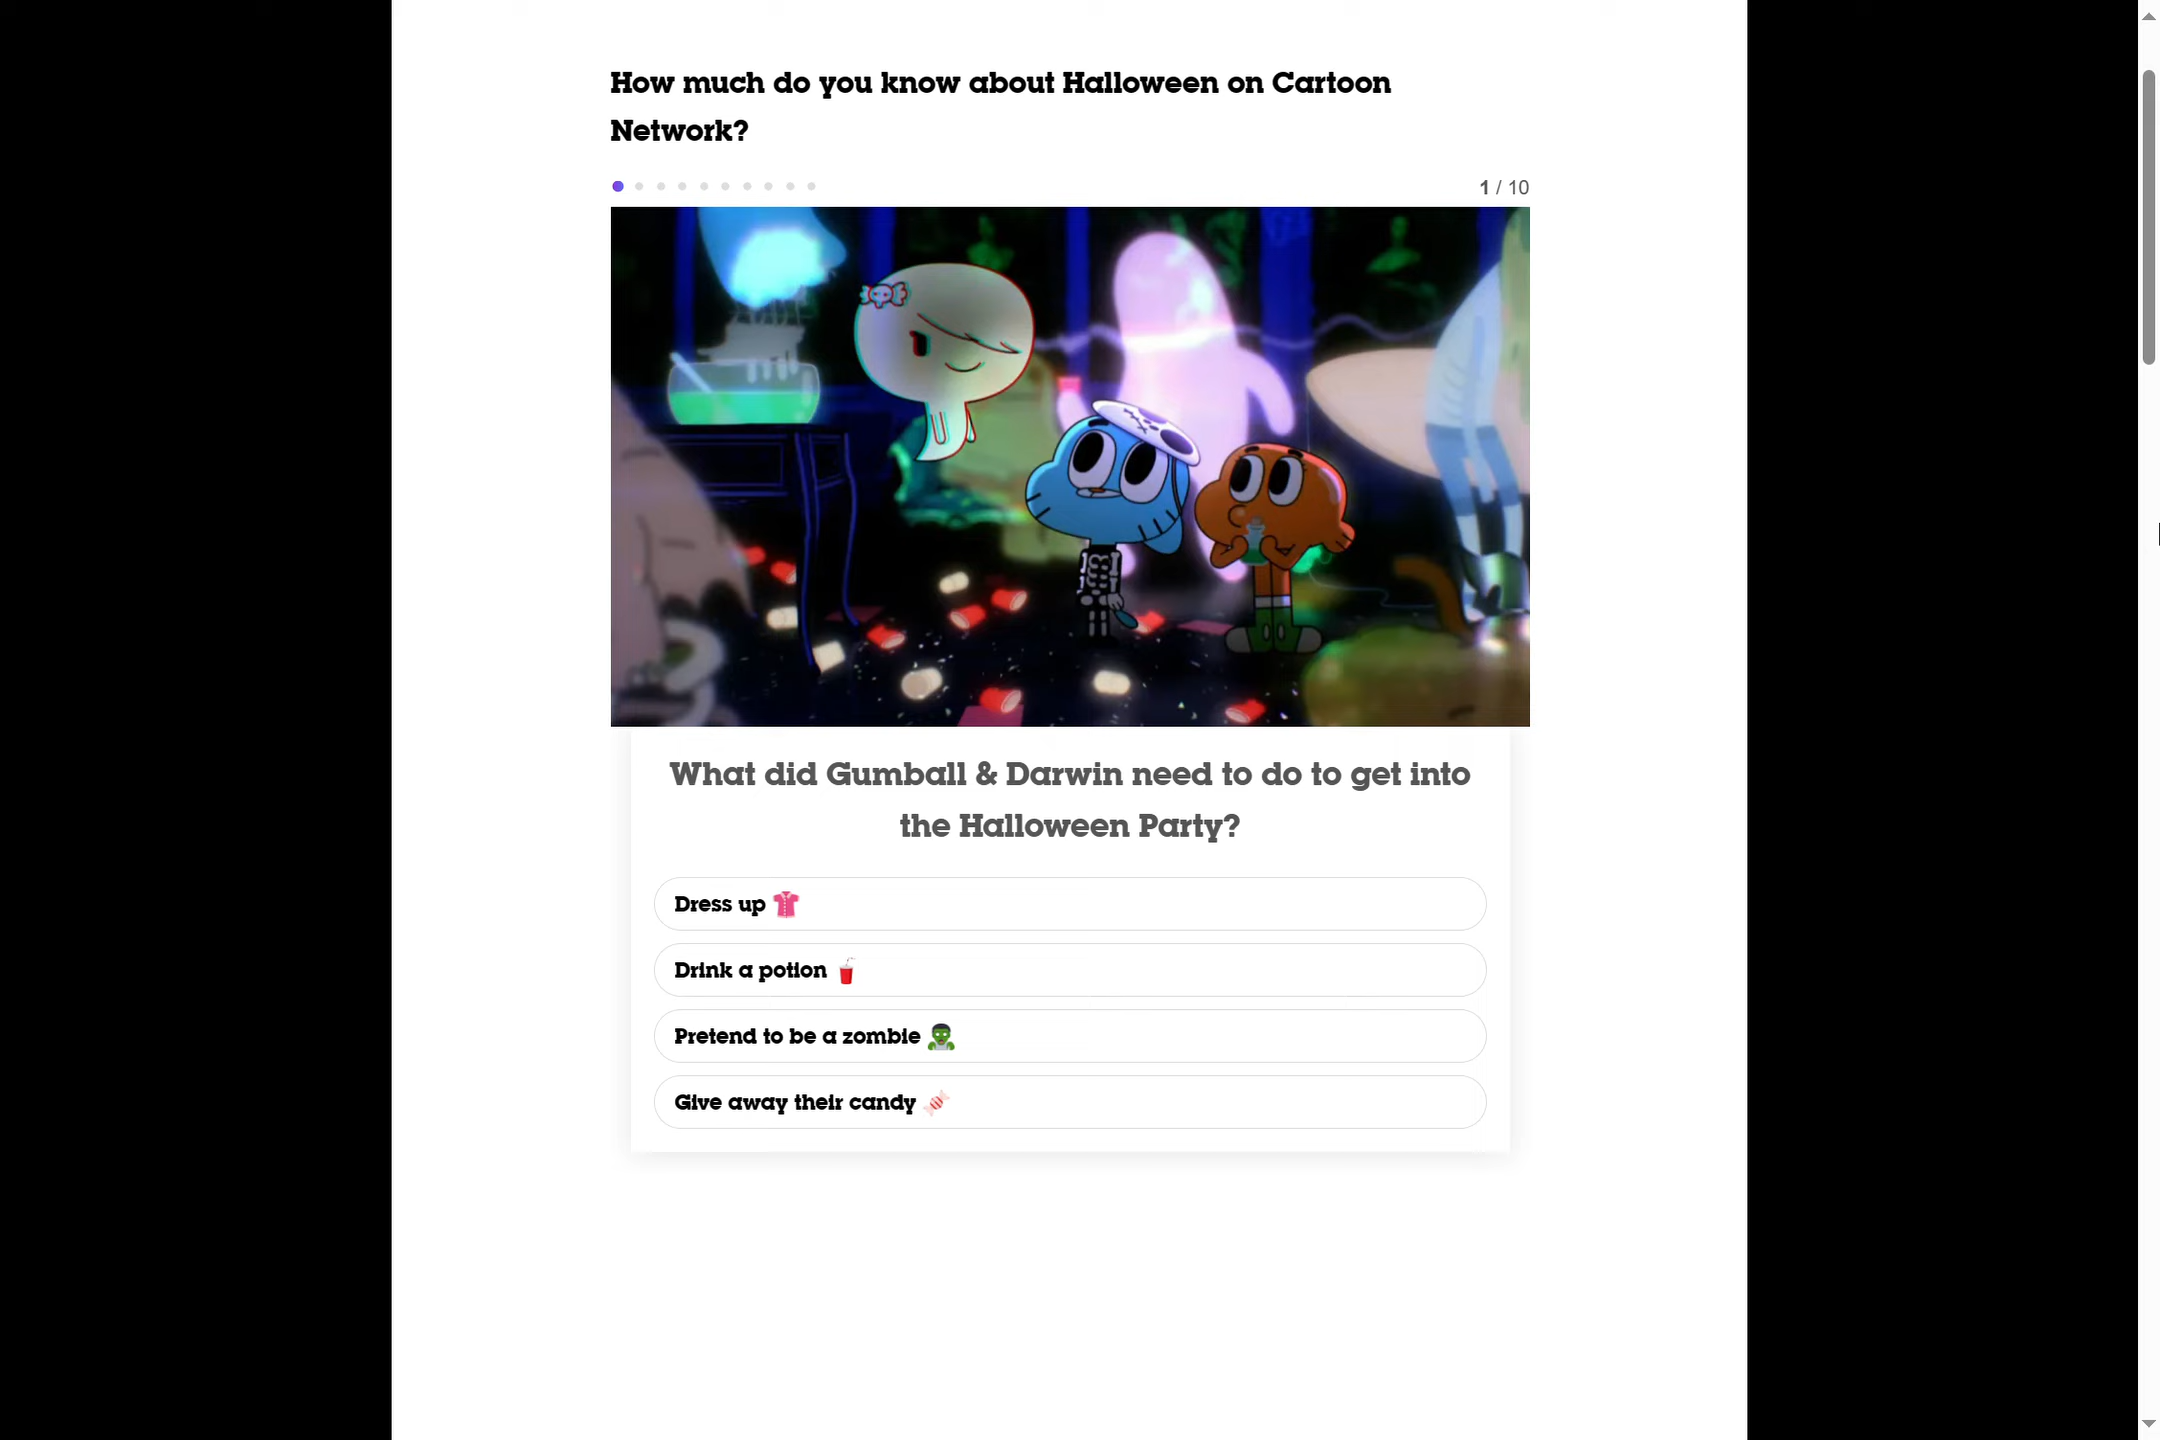 How much do you know about Halloween on Cartoon
Network?
1 / 10
What did Gumball & Darwin need to do to get into
the Halloween Party?
Dress up 👚
Drink a potion 🥤
Pretend to be a zombie 🧟‍♂️
Give away their candy 🍬